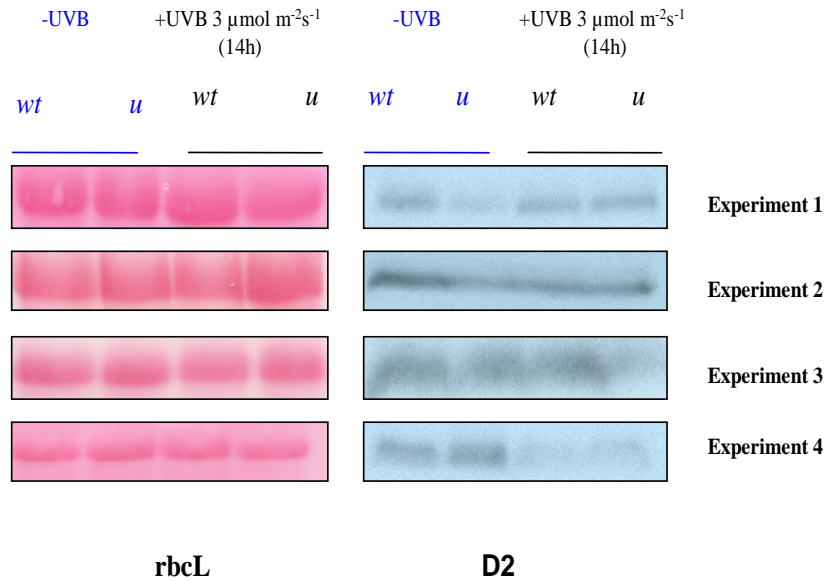 -UVB +UVB 3 µmol m⁻²s⁻¹ -UVB +UVB 3 µmol m⁻²s⁻¹
(14h) (14h)
wt u wt u wt u wt u
Experiment 1
Experiment 2
Experiment 3
Experiment 4
rbcL D2